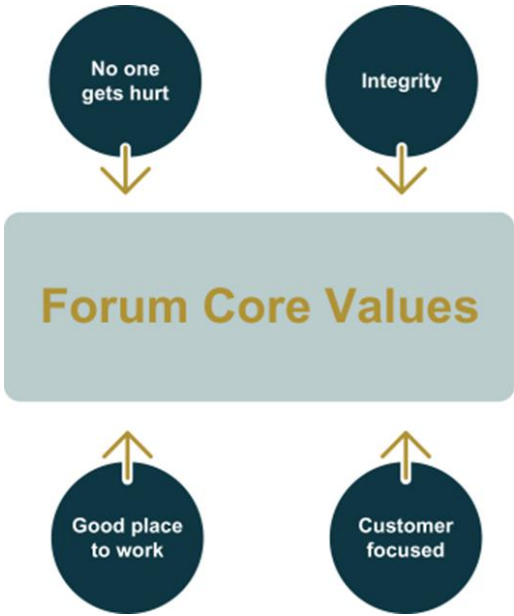 No one
gets hurt
Integrity
Forum Core Values
Good place
to work
Customer
focused